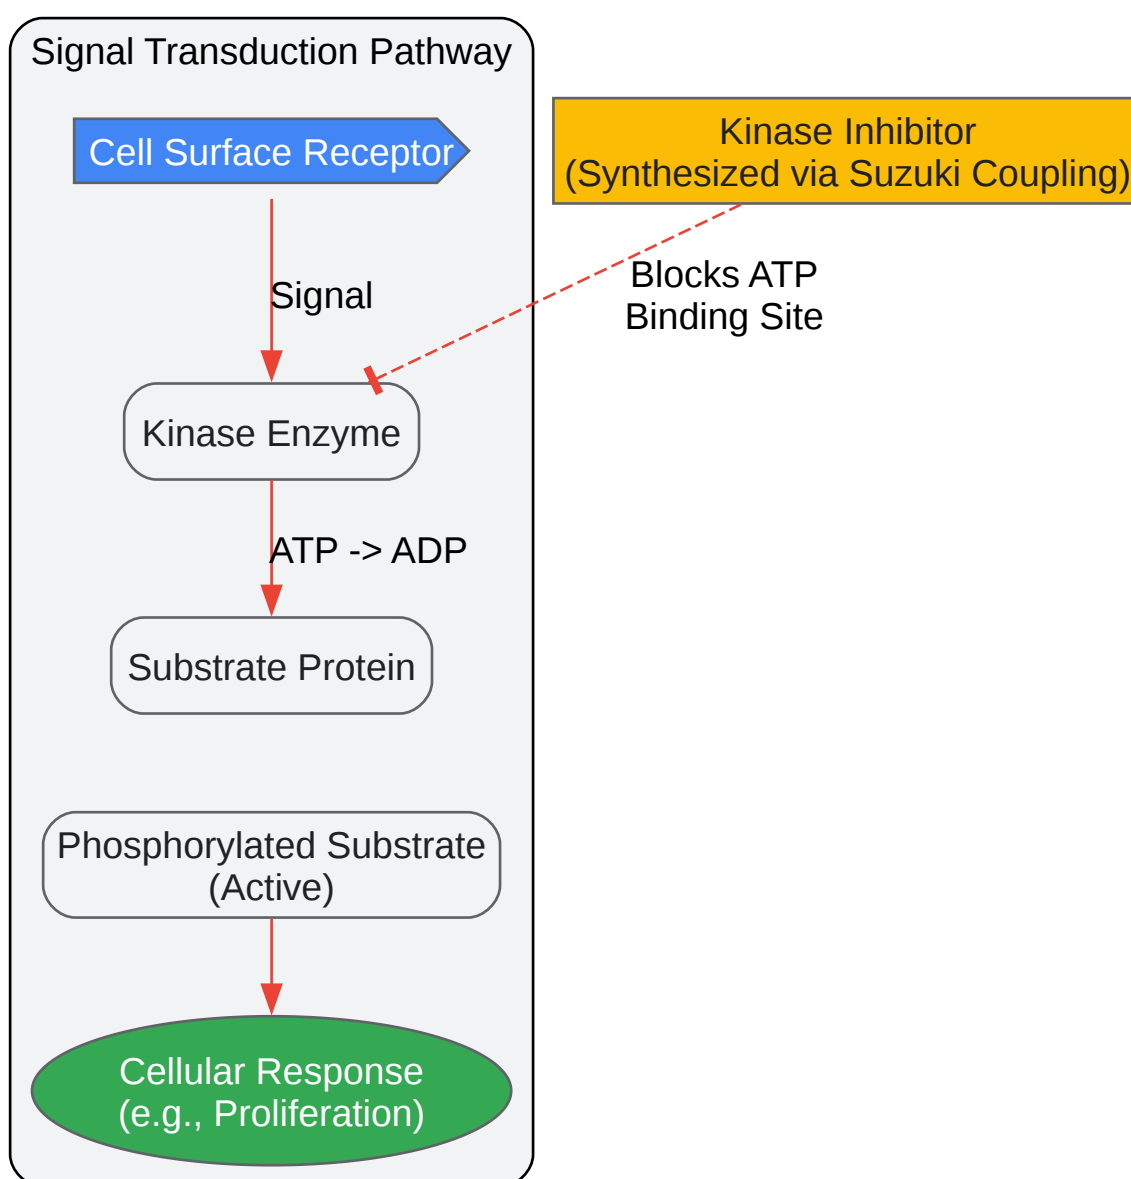 Signal Transduction Pathway
Cell Surface Receptor
Kinase Inhibitor
(Synthesized via Suzuki Coupling)
Signal
Blocks ATP
Binding Site
Kinase Enzyme
ATP -> ADP
Substrate Protein
Phosphorylated Substrate
(Active)
Cellular Response
(e.g., Proliferation)